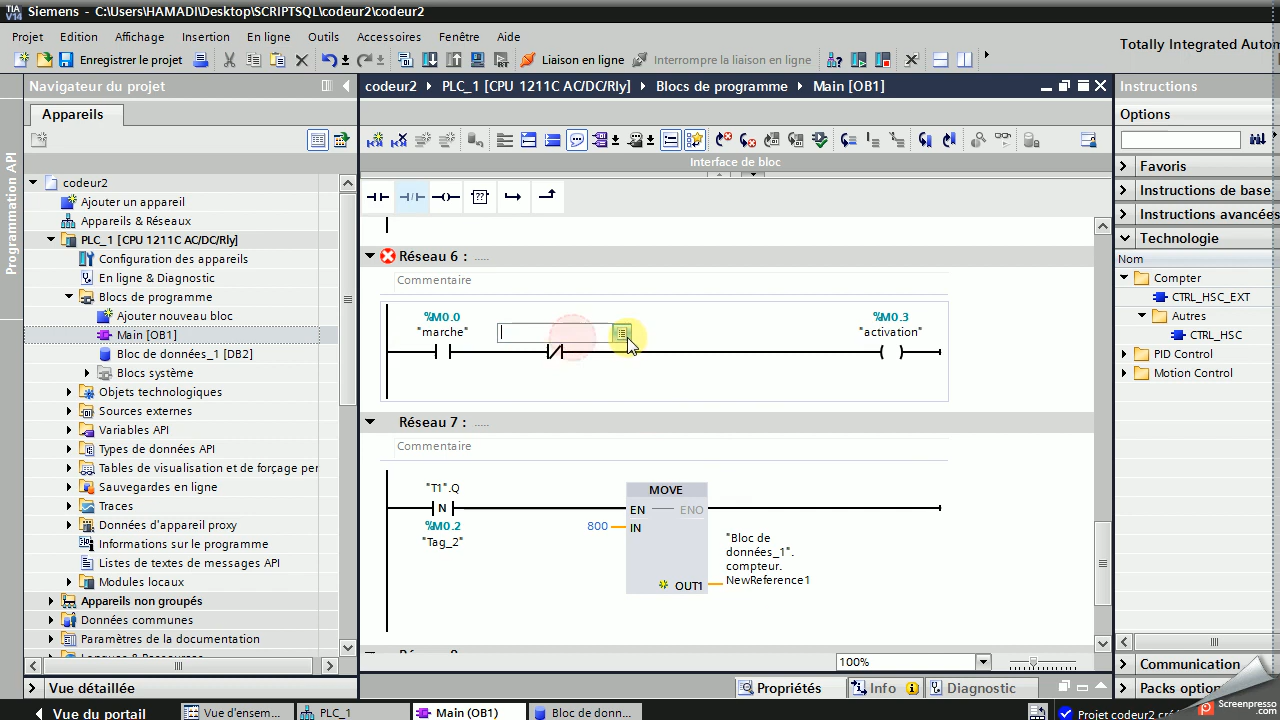 TIA
V14
Siemens - C:\Users\HAMADI\Desktop\SCRIPTSQL\codeur2\codeur2
Projet Edition Affichage Insertion En ligne Outils Accessoires Fenêtre Aide
Totally Integrated Autom
Enregistrer le projet Liaison en ligne Interrompre la liaison en ligne
Navigateur du projet
codeur2 PLC_1 [CPU 1211C AC/DC/Rly] Blocs de programme Main [OB1]
Instructions
Appareils
Options
Programmation API
Interface de bloc
Favoris
Instructions de base
Instructions avancées
Technologie
Nom
Compter
CTRL_HSC_EXT
Autres
CTRL_HSC
PID Control
Motion Control
Communication
Packs option
codeur2
Ajouter un appareil
Appareils & Réseaux
PLC_1 [CPU 1211C AC/DC/Rly]
Configuration des appareils
En ligne & Diagnostic
Blocs de programme
Ajouter nouveau bloc
Main [OB1]
Bloc de données_1 [DB2]
Blocs système
Objets technologiques
Sources externes
Variables API
Types de données API
Tables de visualisation et de forçage per
Sauvegardes en ligne
Traces
Données d'appareil proxy
Informations sur le programme
Listes de textes de messages API
Modules locaux
Appareils non groupés
Données communes
Paramètres de la documentation
Vue détaillée
??
Réseau 6 : .....
Commentaire
%M0.0
"marche"
%M0.3
"activation"
Réseau 7 : .....
Commentaire
"T1".Q
N
%M0.2
"Tag_2"
MOVE
EN ENO
800 IN
OUT1
"Bloc de
données_1".
compteur.
NewReference1
100%
Propriétés Info Diagnostic
Vue du portail Vue d'ensem... PLC_1 Main (OB1) Bloc de donn...
Projet codeur2 cré
Screenpresso
.com